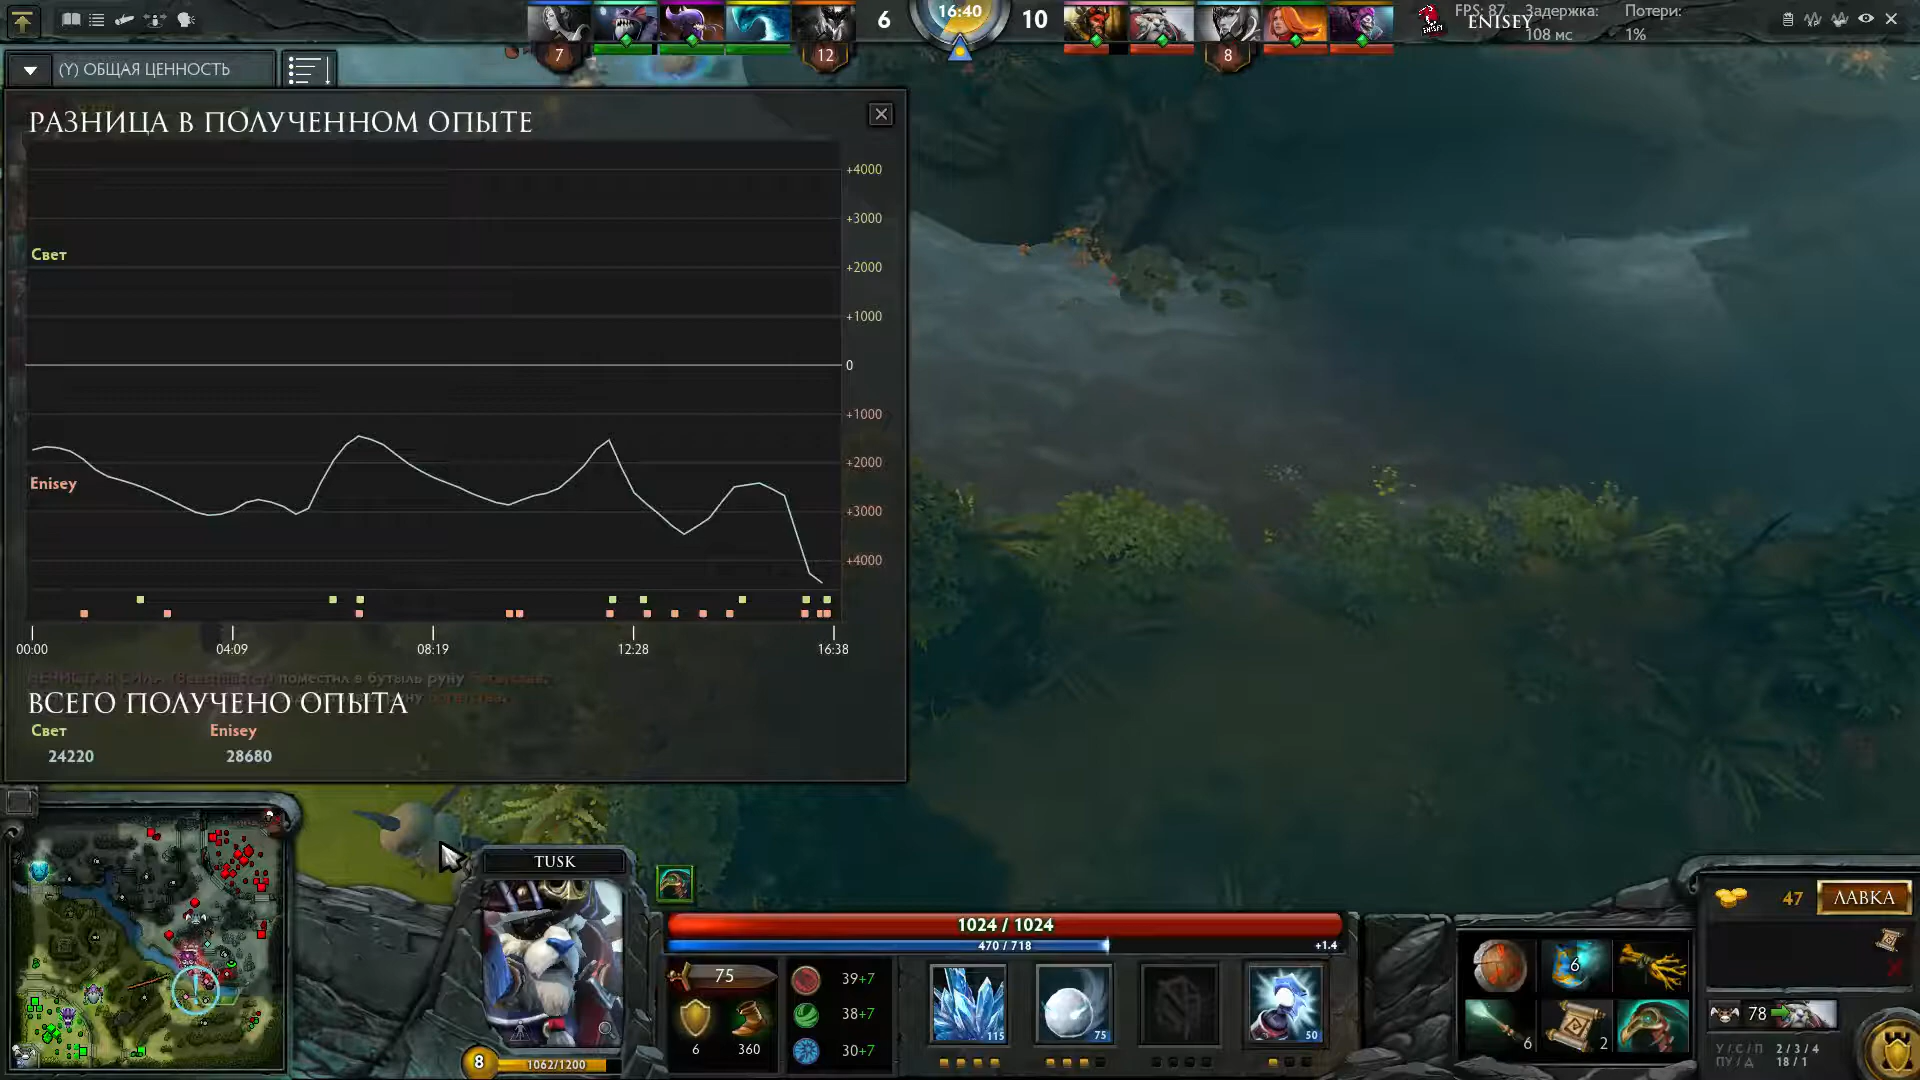 6
16:40
10
ENISEY
FPS: 87
Задержка:
108 мс
Потери:
1%
7
12
8
(Y) ОБЩАЯ ЦЕННОСТЬ
РАЗНИЦА В ПОЛУЧЕННОМ ОПЫТЕ
+4000
+3000
Свет
+2000
+1000
0
+1000
+2000
Enisey
+3000
+4000
00:00 04:09 08:19 12:28 16:38
поместил в бутыль руну
ВСЕГО ПОЛУЧЕНО ОПЫТА
Свет Enisey
24220 28680
TUSK
1024 / 1024
470 / 718 +1.4
75
39+7
38+7
30+7
6 360
115
75
50
8
1062/1200
6
6
2
47
ЛАВКА
78
У/С/П 2/3/4
ПУ/Д 18/1